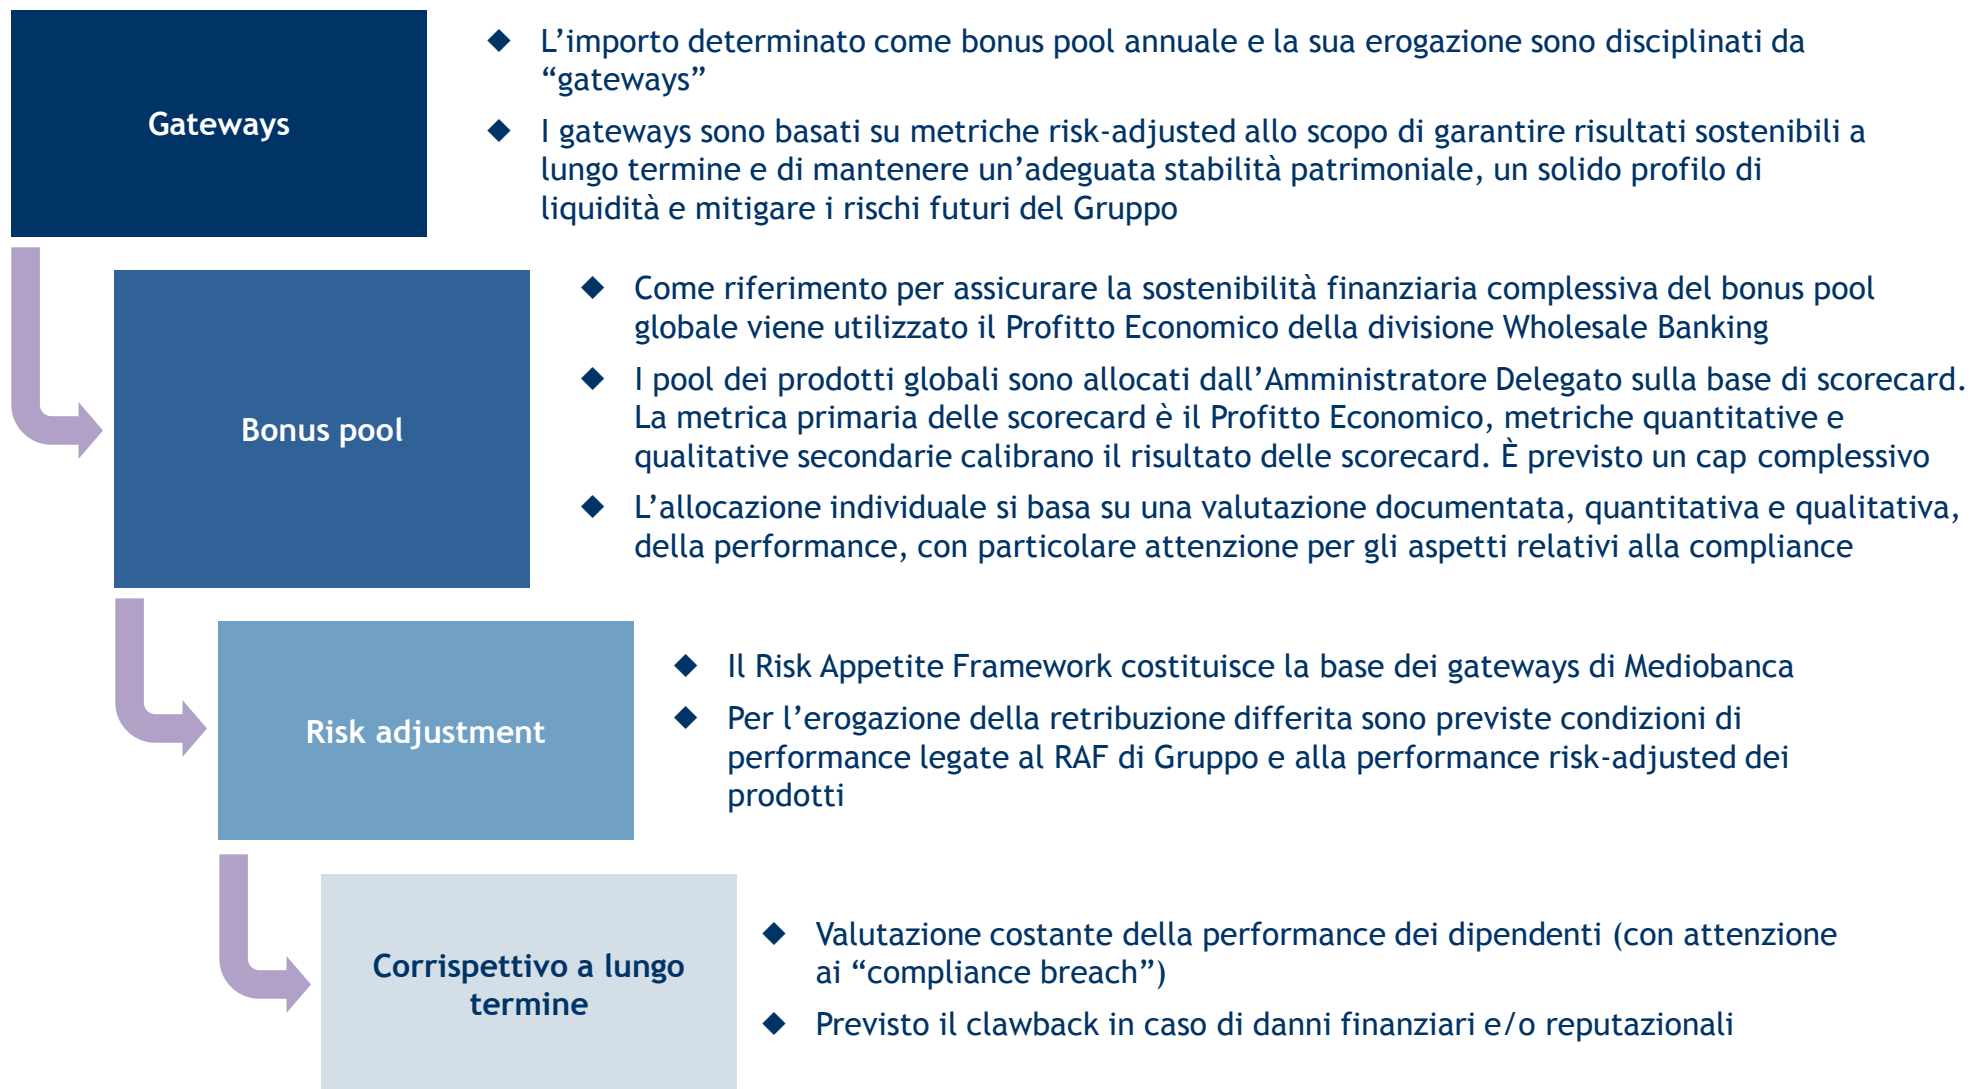 Gateways
◆ L’importo determinato come bonus pool annuale e la sua erogazione sono disciplinati da
“gateways”
◆ I gateways sono basati su metriche risk-adjusted allo scopo di garantire risultati sostenibili a
lungo termine e di mantenere un’adeguata stabilità patrimoniale, un solido profilo di
liquidità e mitigare i rischi futuri del Gruppo
Bonus pool
◆ Come riferimento per assicurare la sostenibilità finanziaria complessiva del bonus pool
globale viene utilizzato il Profitto Economico della divisione Wholesale Banking
◆ I pool dei prodotti globali sono allocati dall’Amministratore Delegato sulla base di scorecard.
La metrica primaria delle scorecard è il Profitto Economico, metriche quantitative e
qualitative secondarie calibrano il risultato delle scorecard. È previsto un cap complessivo
◆ L’allocazione individuale si basa su una valutazione documentata, quantitativa e qualitativa,
della performance, con particolare attenzione per gli aspetti relativi alla compliance
Risk adjustment
◆ Il Risk Appetite Framework costituisce la base dei gateways di Mediobanca
◆ Per l’erogazione della retribuzione differita sono previste condizioni di
performance legate al RAF di Gruppo e alla performance risk-adjusted dei
prodotti
Corrispettivo a lungo
termine
◆ Valutazione costante della performance dei dipendenti (con attenzione
ai “compliance breach”)
◆ Previsto il clawback in caso di danni finanziari e/o reputazionali